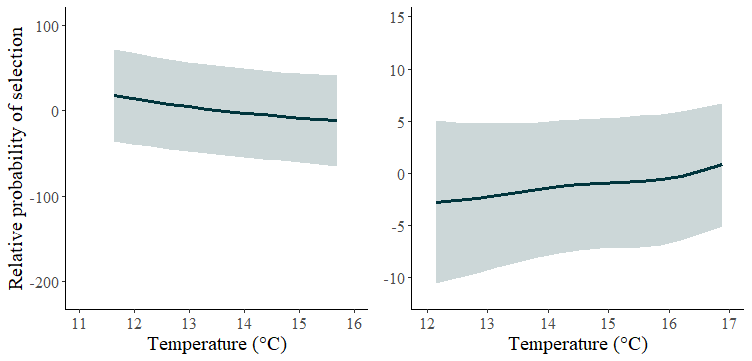 Relative probability of selection
100
0
-100
-200
11 12 13 14 15 16
Temperature (°C)
15
10
5
0
-5
-10
12 13 14 15 16 17
Temperature (°C)